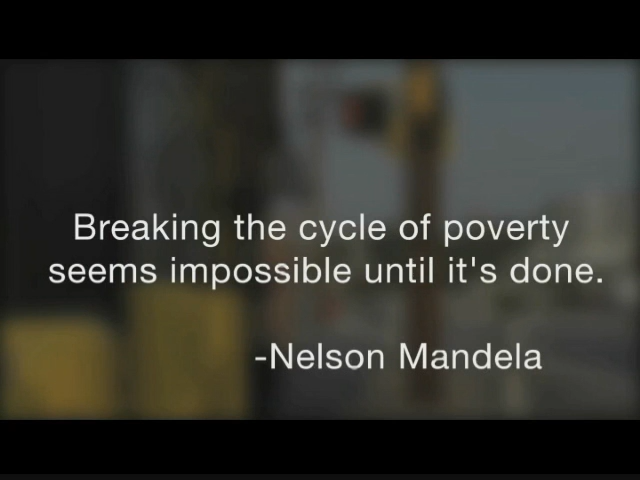 Breaking the cycle of poverty
seems impossible until it's done.
-Nelson Mandela